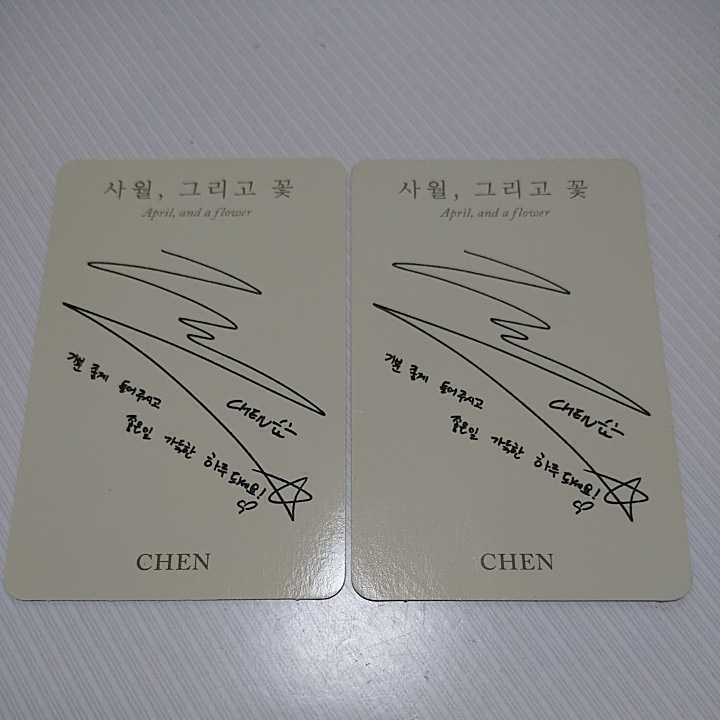 사월, 그리고 꽃
April, and a flower
CHEN
기분 좋게 들어주시고
좋은일 가득한 하루 되세요!
CHEN
사월, 그리고 꽃
April, and a flower
CHEN
기분 좋게 들어주시고
좋은일 가득한 하루 되세요!
CHEN